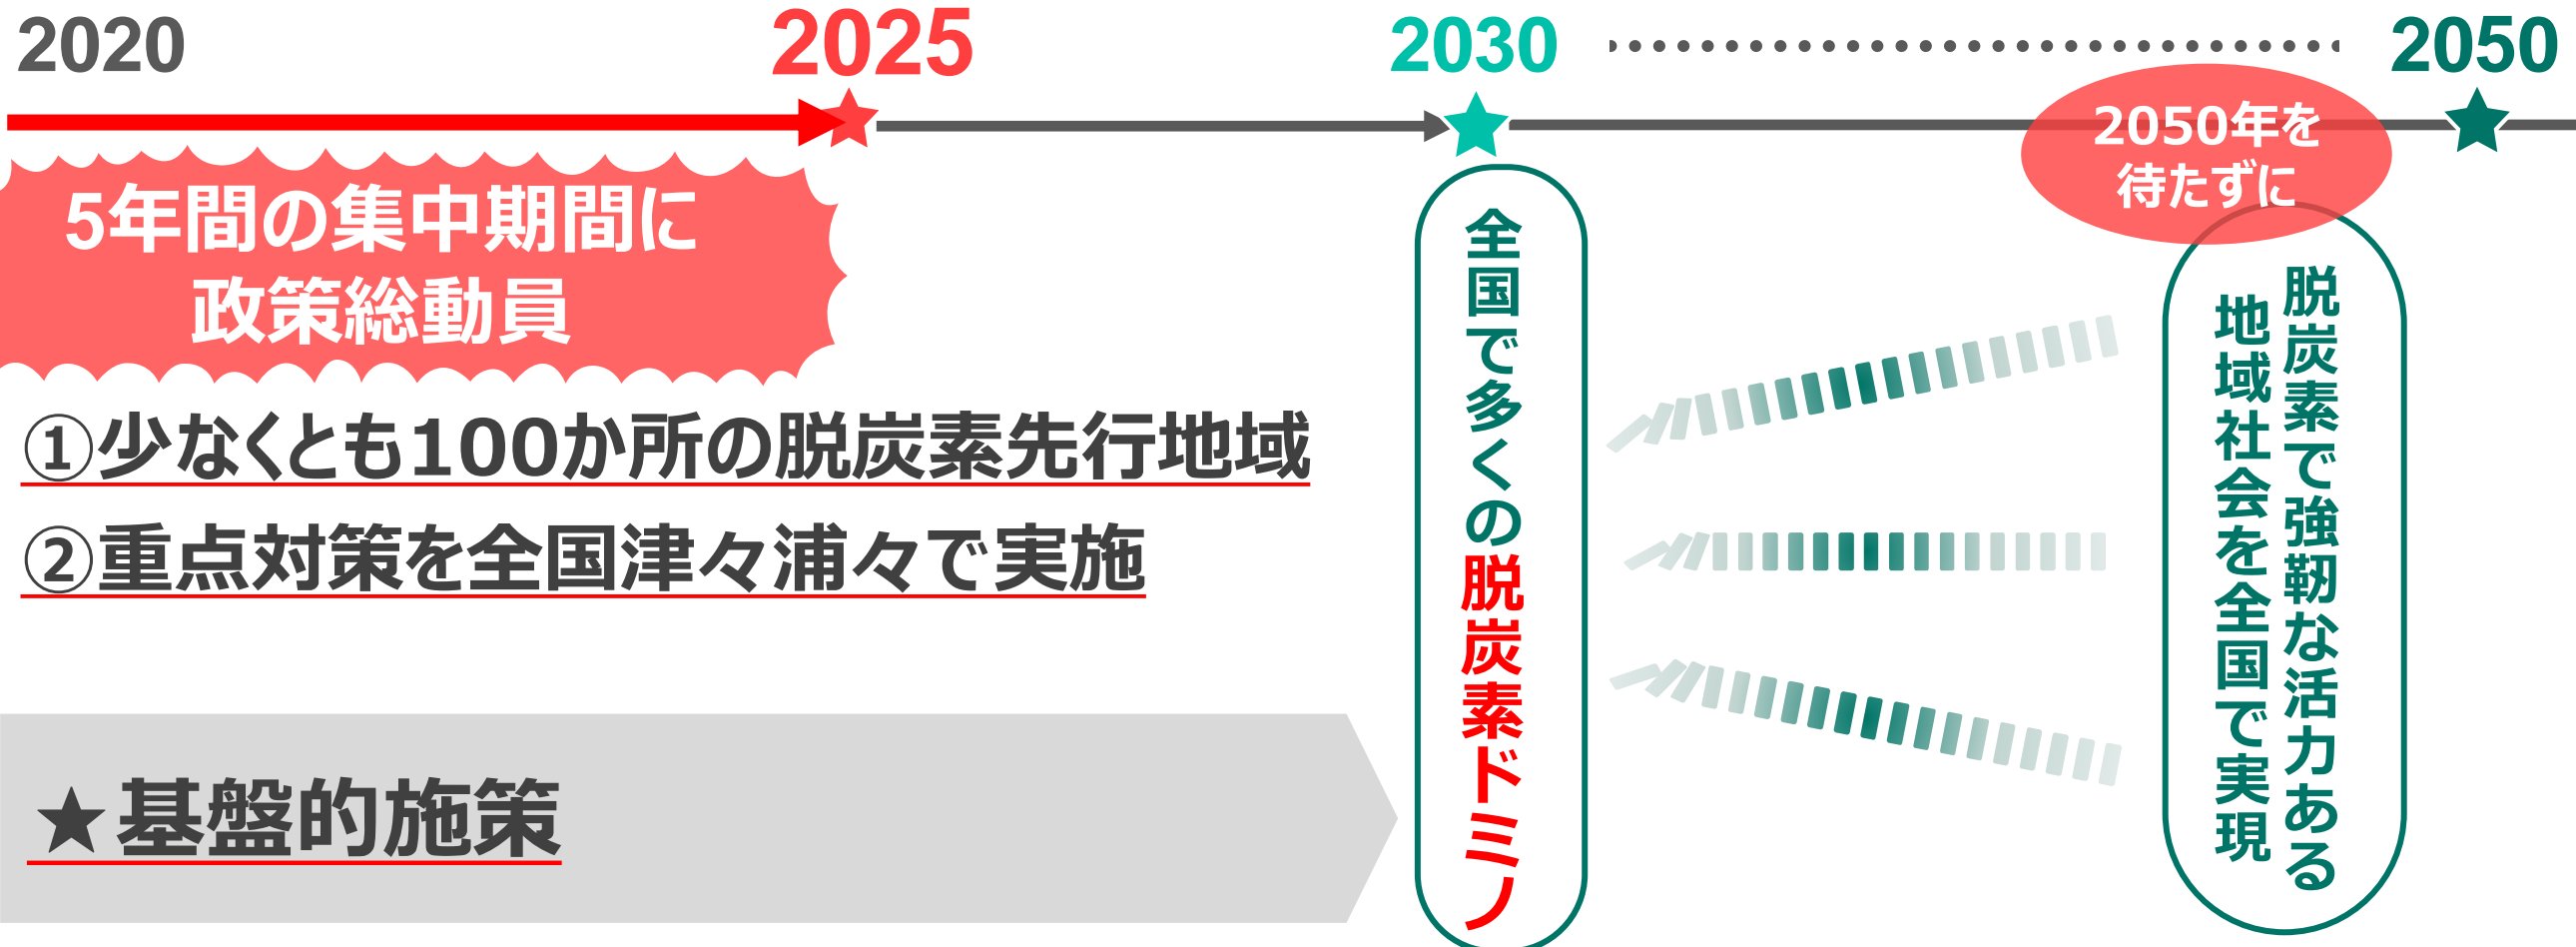 2020
2025
2030
2050
2050年を
待たずに
5年間の集中期間に
政策総動員
①少なくとも100か所の脱炭素先行地域
②重点対策を全国津々浦々で実施
★基盤的施策
全国で多くの脱炭素ドミノ
脱炭素で強靭な活力ある
地域社会を全国で実現